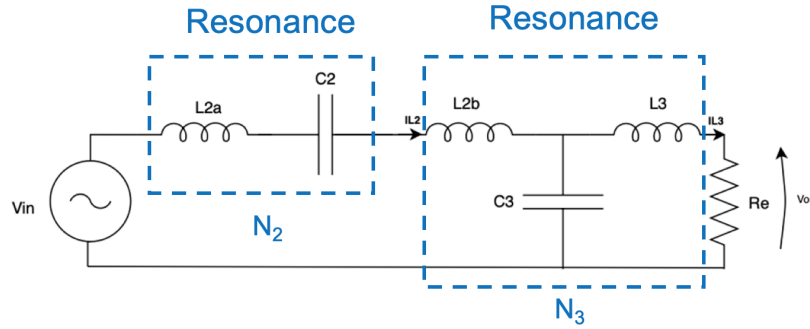 Resonance
Resonance
C2
L2a
IL2
L2b
L3
IL3
Vin
C3
Re
Vo
N₂
N₃